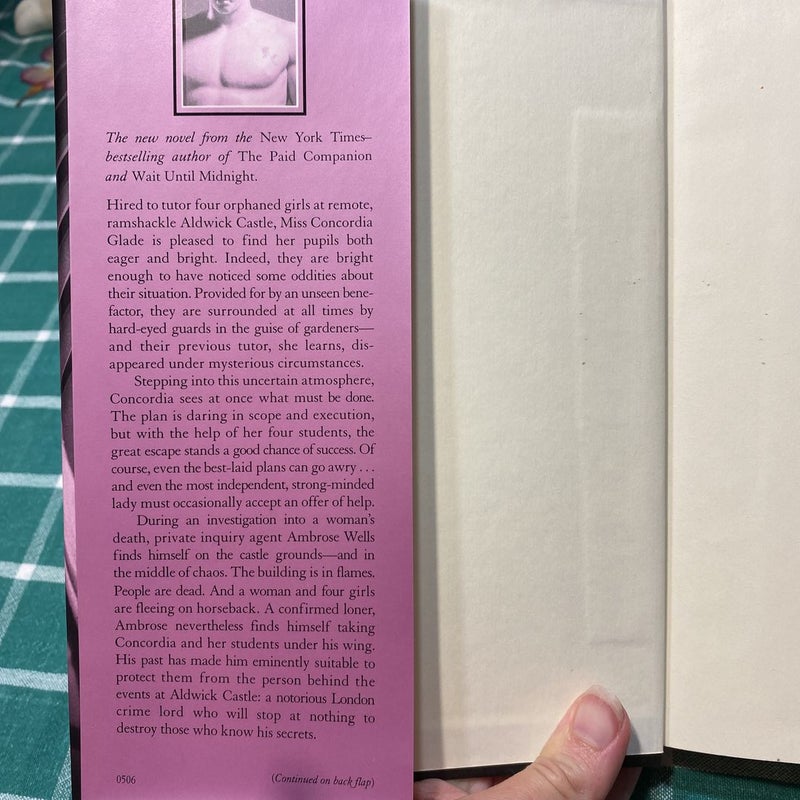 The new novel from the New York Times–
bestselling author of The Paid Companion
and Wait Until Midnight.
Hired to tutor four orphaned girls at remote,
ramshackle Aldwick Castle, Miss Concordia
Glade is pleased to find her pupils both
eager and bright. Indeed, they are bright
enough to have noticed some oddities about
their situation. Provided for by an unseen bene-
factor, they are surrounded at all times by
hard-eyed guards in the guise of gardeners—
and their previous tutor, she learns, dis-
appeared under mysterious circumstances.
Stepping into this uncertain atmosphere,
Concordia sees at once what must be done.
The plan is daring in scope and execution,
but with the help of her four students, the
great escape stands a good chance of success. Of
course, even the best-laid plans can go awry . . .
and even the most independent, strong-minded
lady must occasionally accept an offer of help.
During an investigation into a woman's
death, private inquiry agent Ambrose Wells
finds himself on the castle grounds—and in
the middle of chaos. The building is in flames.
People are dead. And a woman and four girls
are fleeing on horseback. A confirmed loner,
Ambrose nevertheless finds himself taking
Concordia and her students under his wing.
His past has made him eminently suitable to
protect them from the person behind the
events at Aldwick Castle: a notorious London
crime lord who will stop at nothing to
destroy those who know his secrets.
0506 (Continued on back flap)